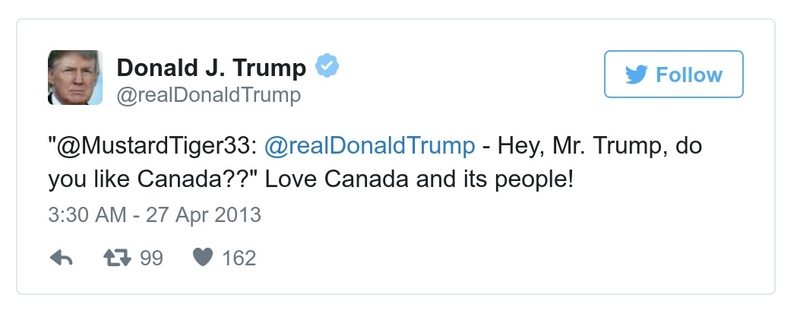 Donald J. Trump
@realDonaldTrump
Follow
"@MustardTiger33: @realDonaldTrump - Hey, Mr. Trump, do
you like Canada??" Love Canada and its people!
3:30 AM - 27 Apr 2013
99 162